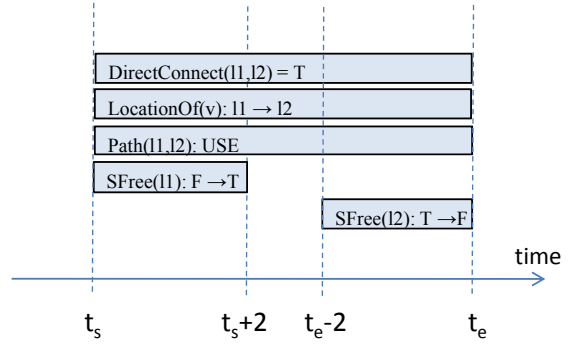 DirectConnect(l1,l2) = T
LocationOf(v): l1 → l2
Path(l1,l2): USE
SFree(l1): F →T
SFree(l2): T →F
time
ts
ts+2
te-2
te